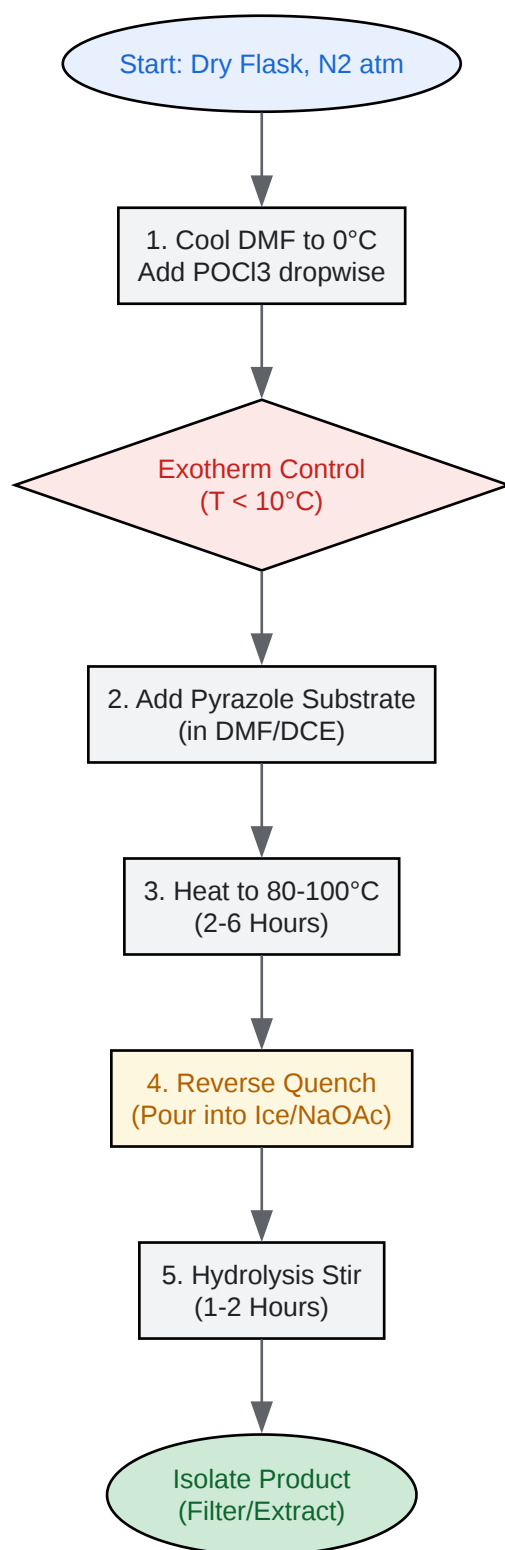 Start: Dry Flask, N2 atm
1. Cool DMF to 0°C
Add POCl3 dropwise
Exotherm Control
(T < 10°C)
2. Add Pyrazole Substrate
(in DMF/DCE)
3. Heat to 80-100°C
(2-6 Hours)
4. Reverse Quench
(Pour into Ice/NaOAc)
5. Hydrolysis Stir
(1-2 Hours)
Isolate Product
(Filter/Extract)